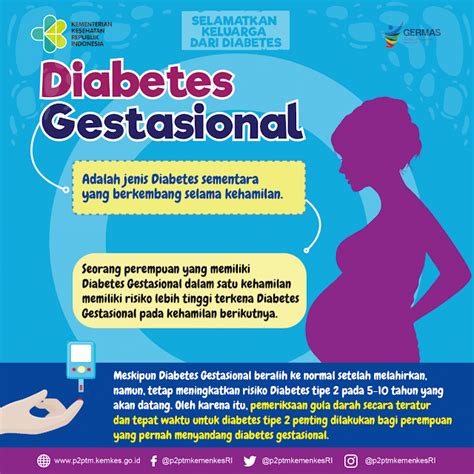 KEMENTERIAN
KESEHATAN
REPUBLIK
INDONESIA
SELAMATKAN
KELUARGA
DARI DIABETES
GERMAS
Diabetes
Gestasional
Adalah jenis Diabetes sementara
yang berkembang selama kehamilan.
Seorang perempuan yang memiliki
Diabetes Gestasional dalam satu kehamilan
memiliki risiko lebih tinggi terkena Diabetes
Gestasional pada kehamilan berikutnya.
Meskipun Diabetes Gestasional beralih ke normal setelah melahirkan,
namun, tetap meningkatkan risiko Diabetes tipe 2 pada 5-10 tahun yang
akan datang. Oleh karena itu, pemeriksaan gula darah secara teratur
dan tepat waktu untuk diabetes tipe 2 penting dilakukan bagi perempuan
yang pernah menyandang diabetes gestasional.
www.p2ptm.kemkes.go.id @p2ptmkemenkesRI @p2ptmkemenkesRI @p2ptmkemenkesRI